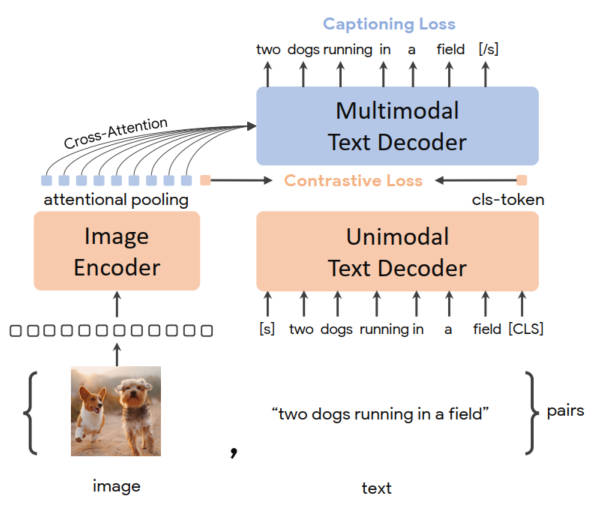 Captioning Loss
two dogs running in a field [/s]
Multimodal
Text Decoder
Cross-Attention
Contrastive Loss
attentional pooling
cls-token
Image
Encoder
Unimodal
Text Decoder
[s] two dogs running in a field [CLS]
“two dogs running in a field”
pairs
,
image
text